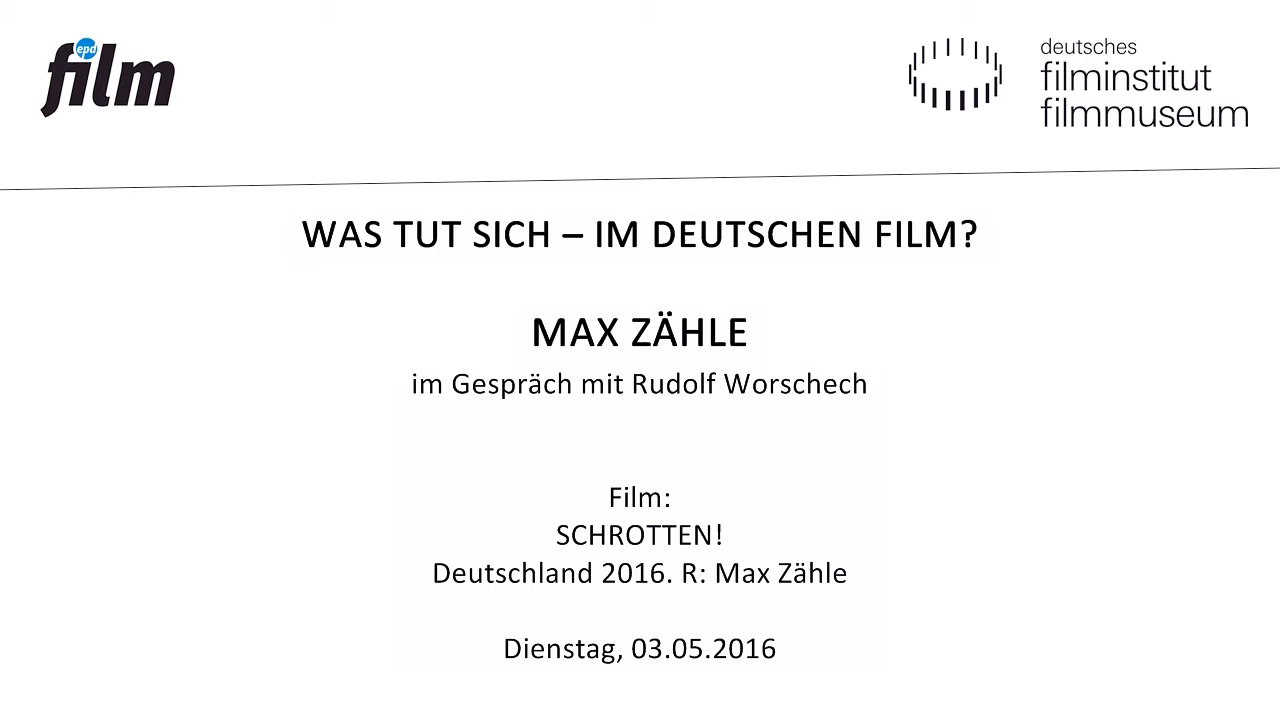 epd
film
deutsches
filminstitut
filmmuseum
WAS TUT SICH – IM DEUTSCHEN FILM?
MAX ZÄHLE
im Gespräch mit Rudolf Worschech
Film:
SCHROTTEN!
Deutschland 2016. R: Max Zähle
Dienstag, 03.05.2016